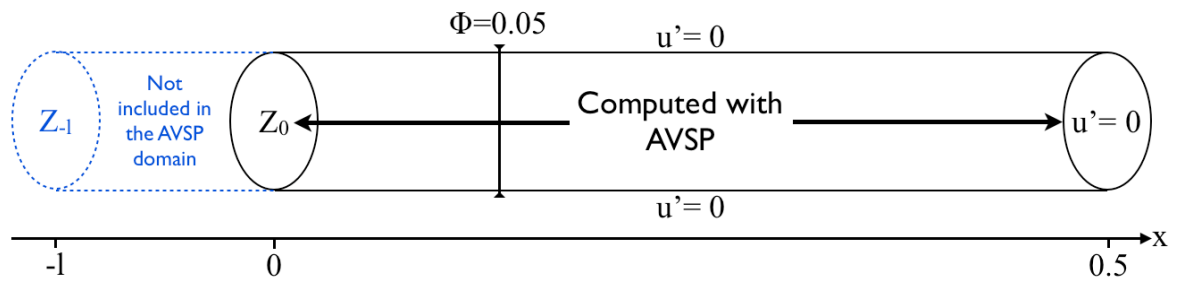 Φ=0.05
u’= 0
Not
included in
the AVSP
domain
Z-1
Z0
Computed with
AVSP
u’= 0
u’= 0
x
-l
0
0.5